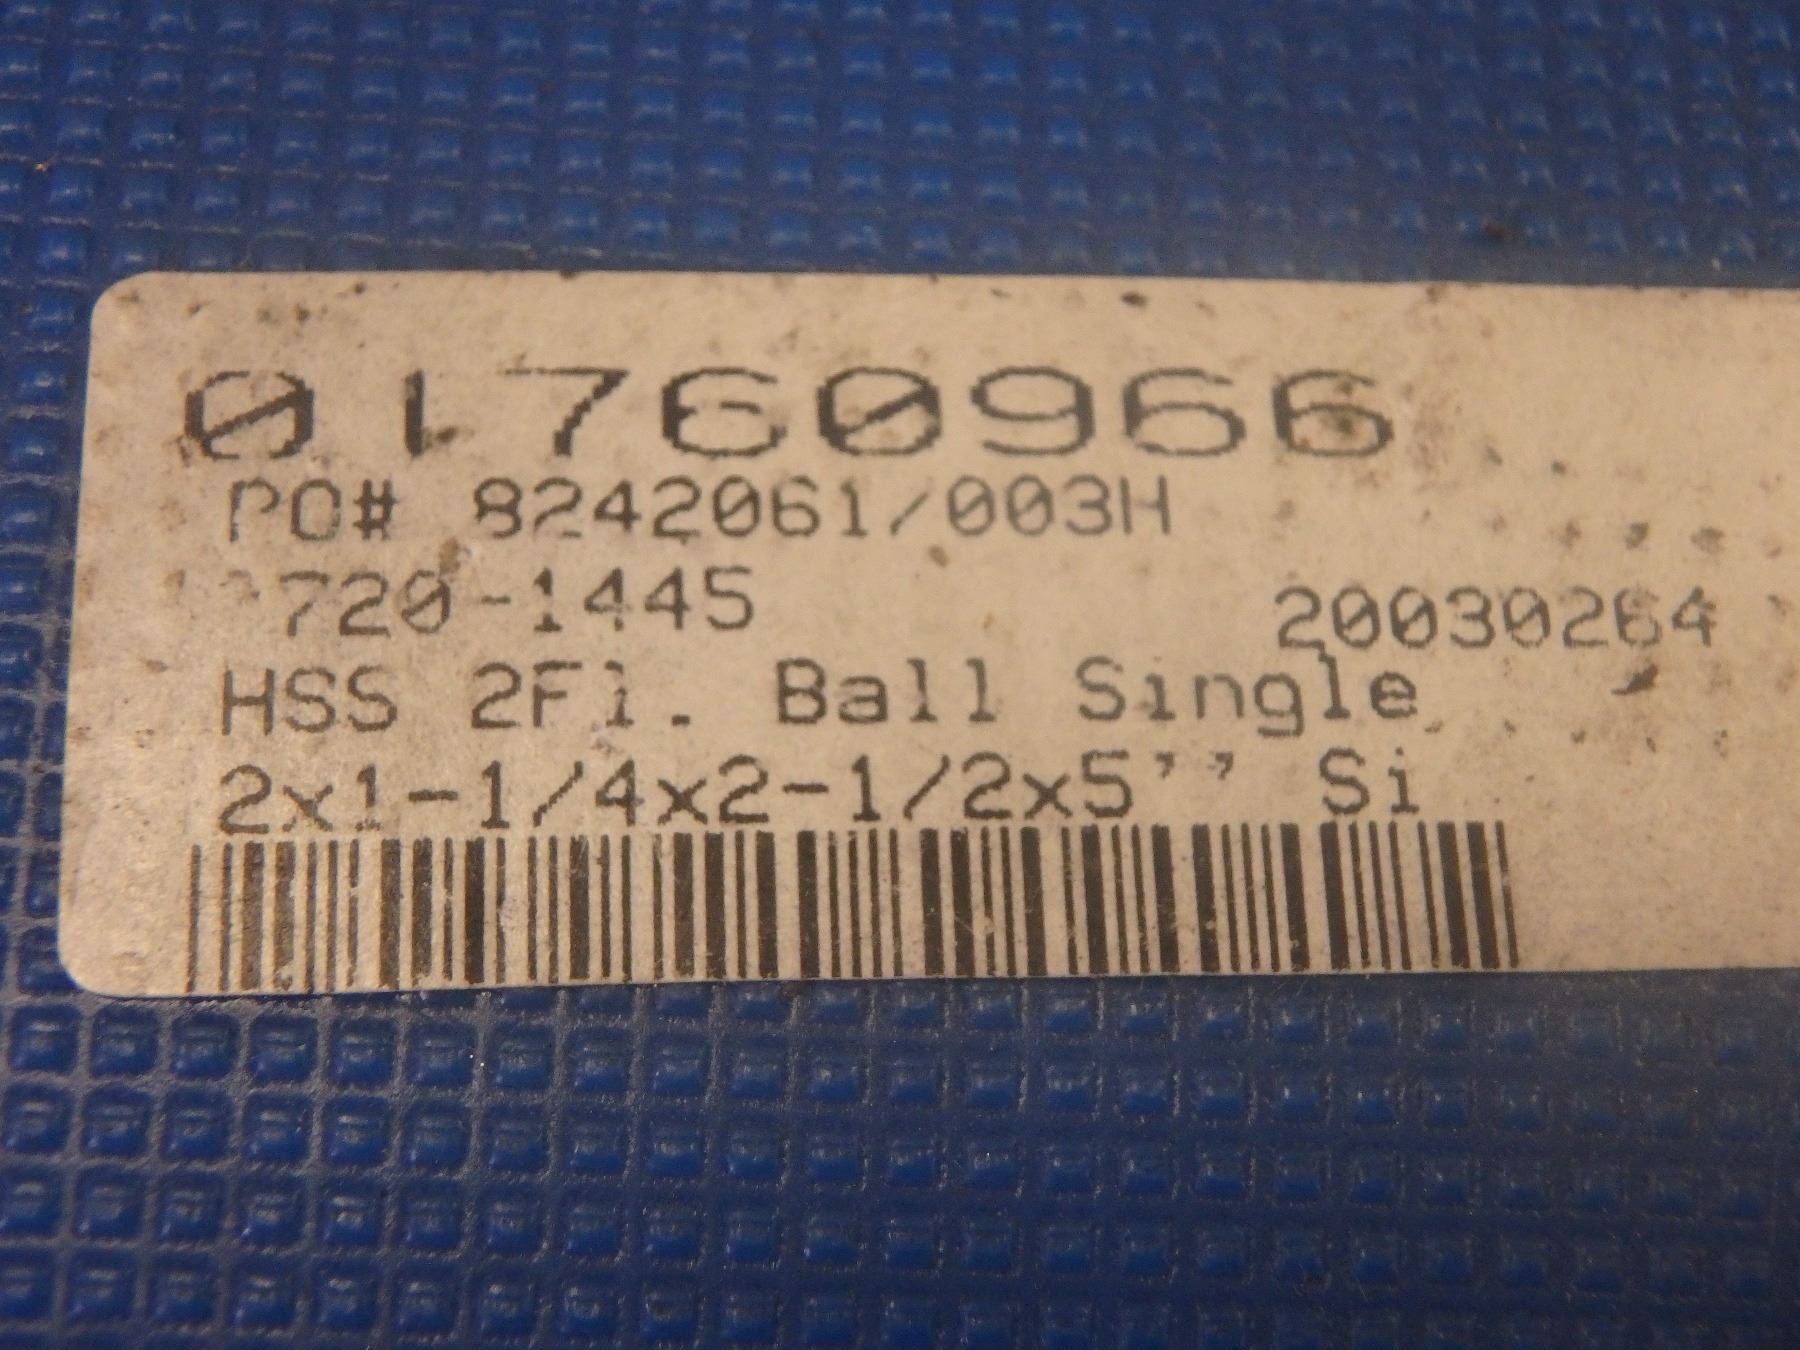 01760966
PO# 8242061/003H
720-1445 20030264
HSS 2Fl. Ball Single
2x1-1/4x2-1/2x5'' Si